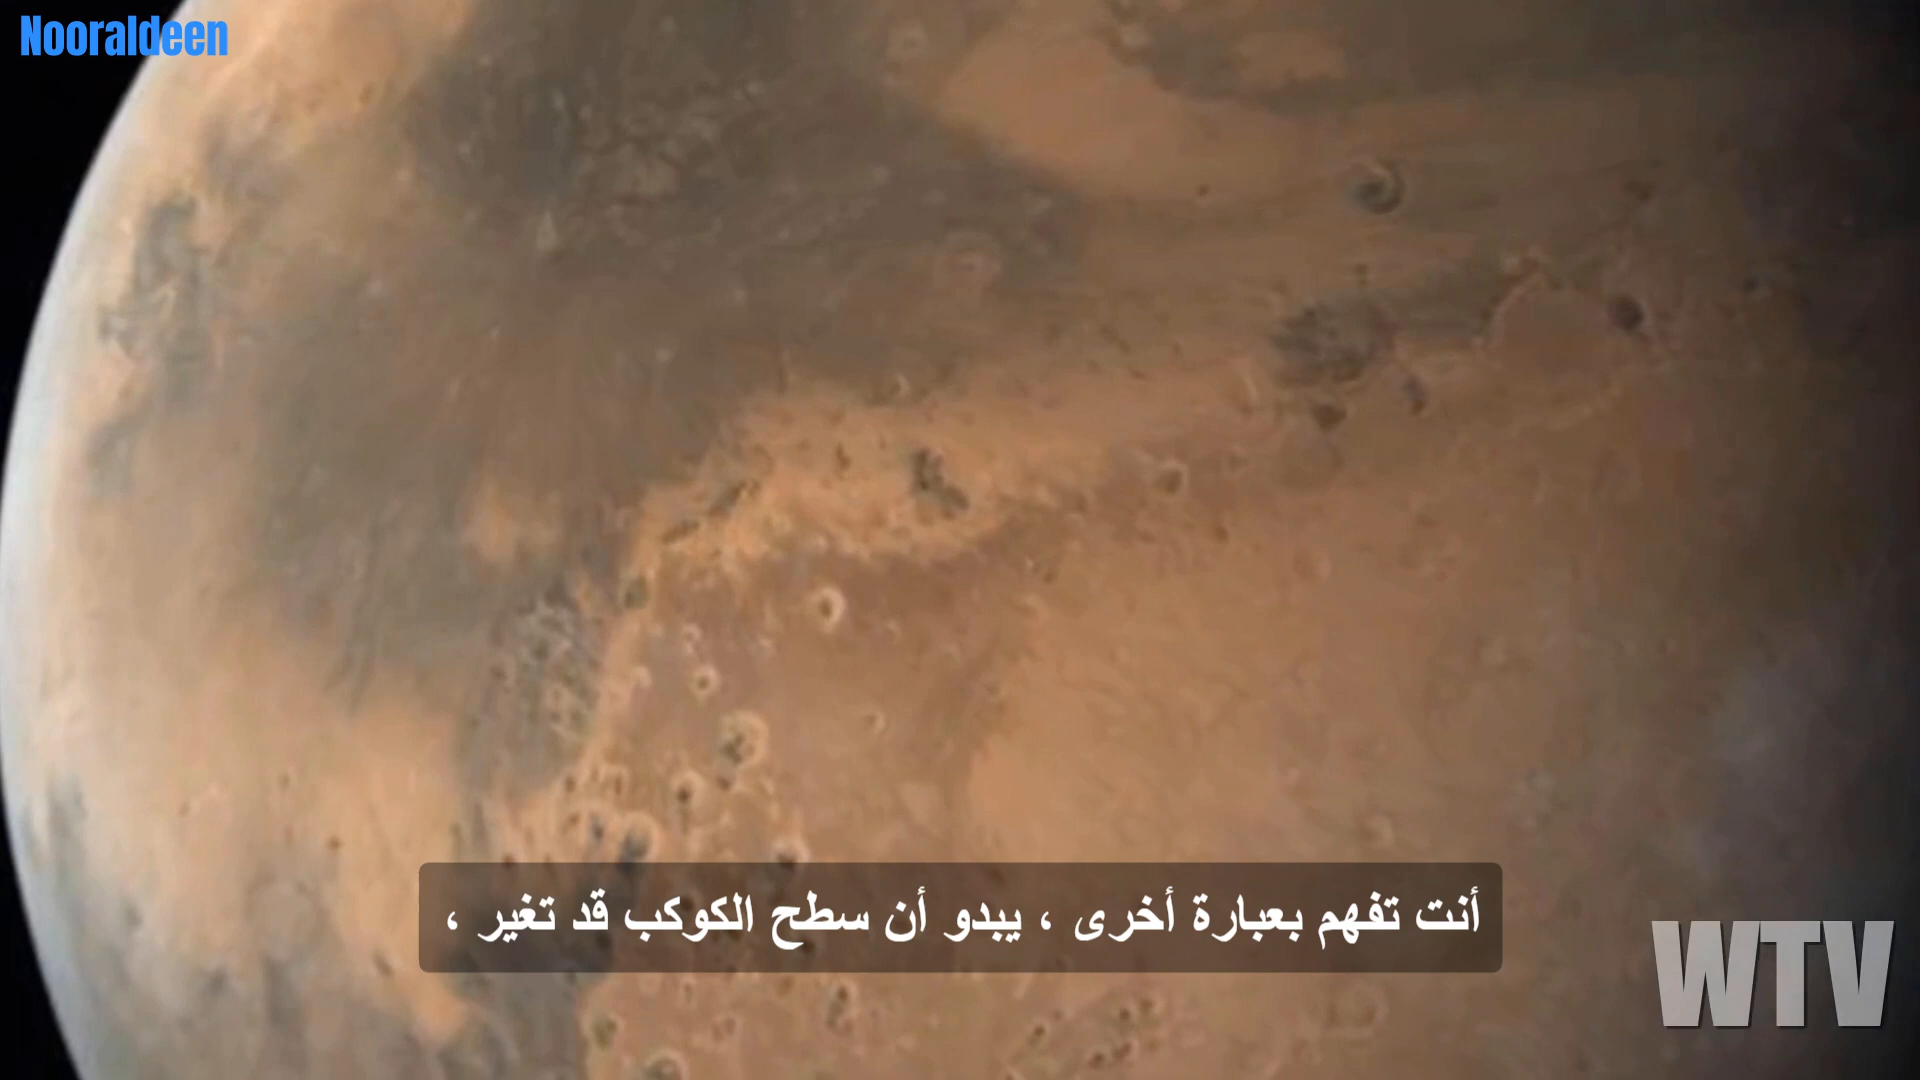 Nooraldeen
أنت تفهم بعبارة أخرى ، يبدو أن سطح الكوكب قد تغير ،
WTV